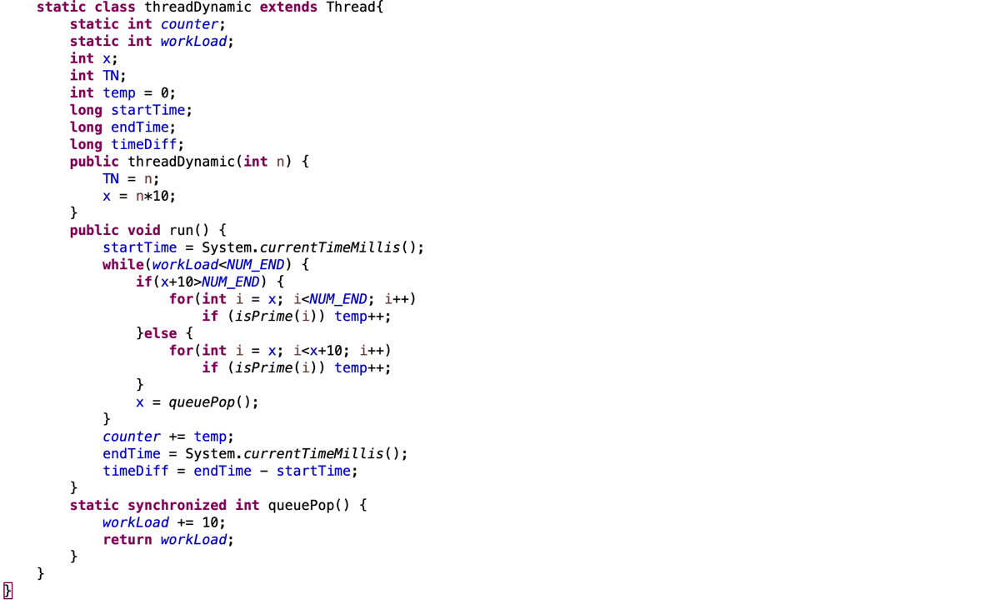 static class threadDynamic extends Thread{
static int counter;
static int workLoad;
int x;
int TN;
int temp = 0;
long startTime;
long endTime;
long timeDiff;
public threadDynamic(int n) {
TN = n;
x = n*10;
}
public void run() {
startTime = System.currentTimeMillis();
while(workLoad<NUM_END) {
if(x+10>NUM_END) {
for(int i = x; i<NUM_END; i++)
if (isPrime(i)) temp++;
}else {
for(int i = x; i<x+10; i++)
if (isPrime(i)) temp++;
}
x = queuePop();
}
counter += temp;
endTime = System.currentTimeMillis();
timeDiff = endTime - startTime;
}
static synchronized int queuePop() {
workLoad += 10;
return workLoad;
}
}
}